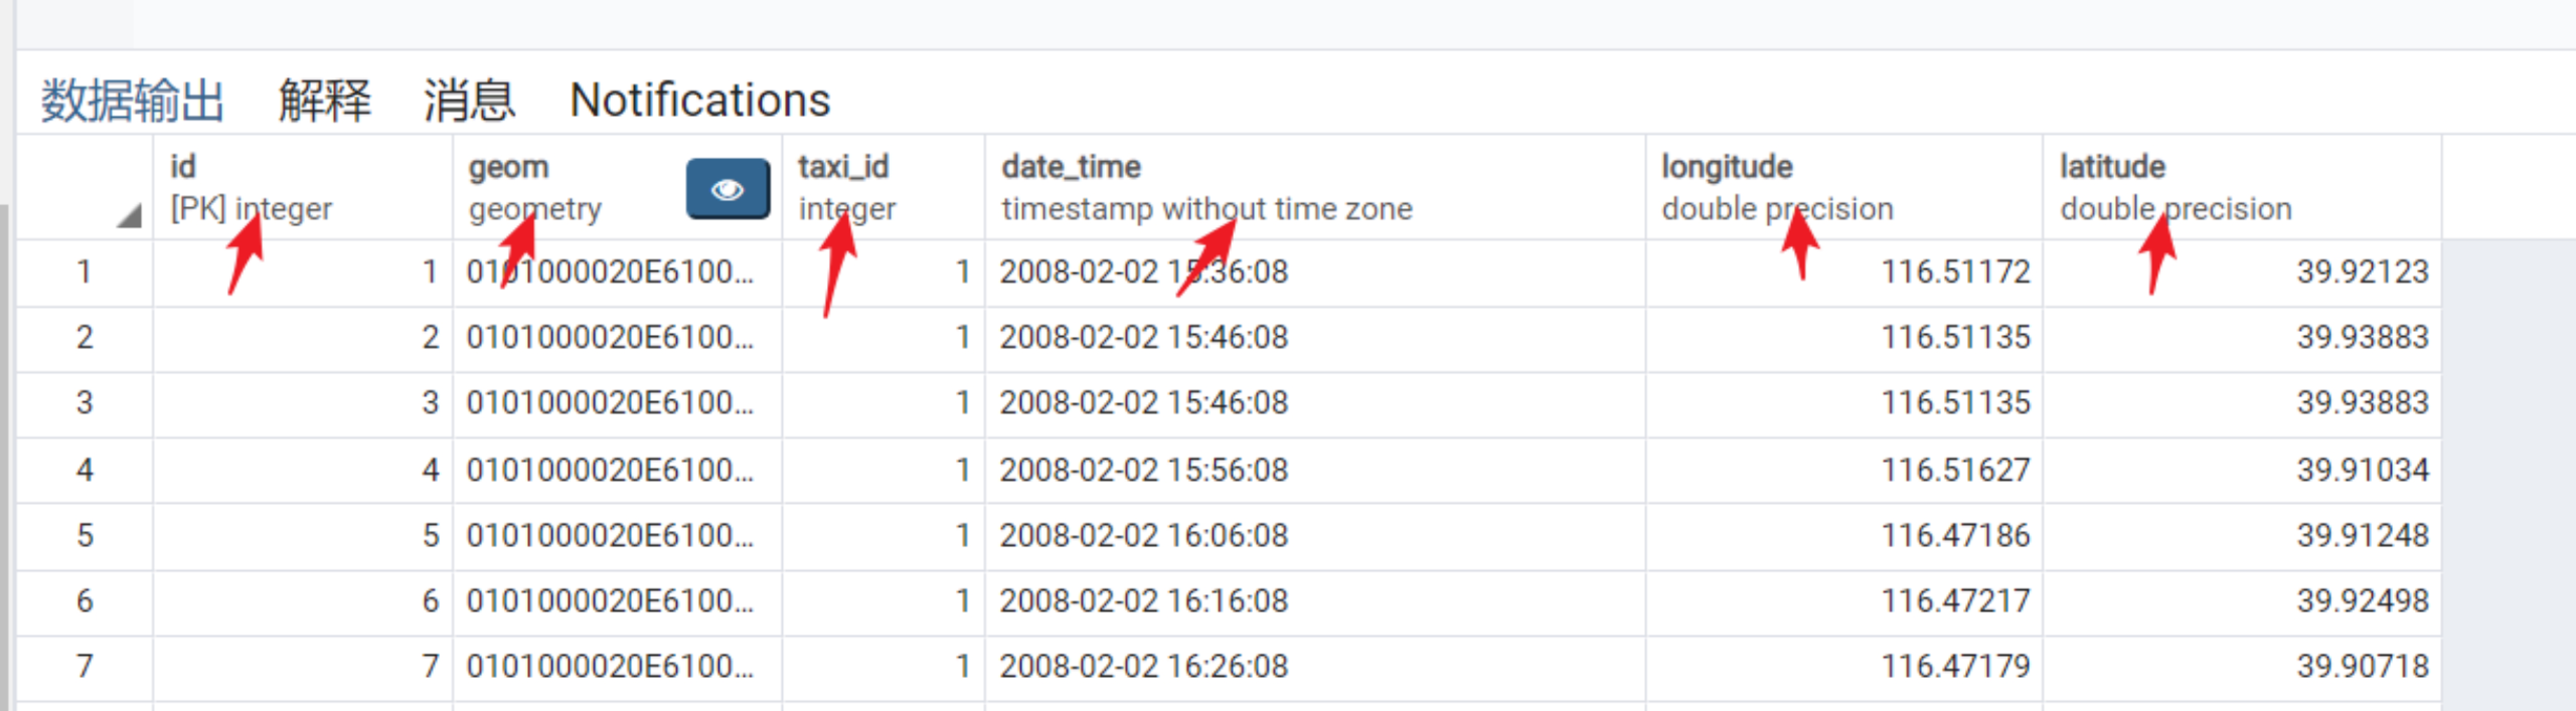 数据输出 解释 消息 Notifications
id geom taxi_id date_time longitude latitude
[PK] integer geometry integer timestamp without time zone double precision double precision
1 1 0101000020E6100... 1 2008-02-02 15:36:08 116.51172 39.92123
2 2 0101000020E6100... 1 2008-02-02 15:46:08 116.51135 39.93883
3 3 0101000020E6100... 1 2008-02-02 15:46:08 116.51135 39.93883
4 4 0101000020E6100... 1 2008-02-02 15:56:08 116.51627 39.91034
5 5 0101000020E6100... 1 2008-02-02 16:06:08 116.47186 39.91248
6 6 0101000020E6100... 1 2008-02-02 16:16:08 116.47217 39.92498
7 7 0101000020E6100... 1 2008-02-02 16:26:08 116.47179 39.90718